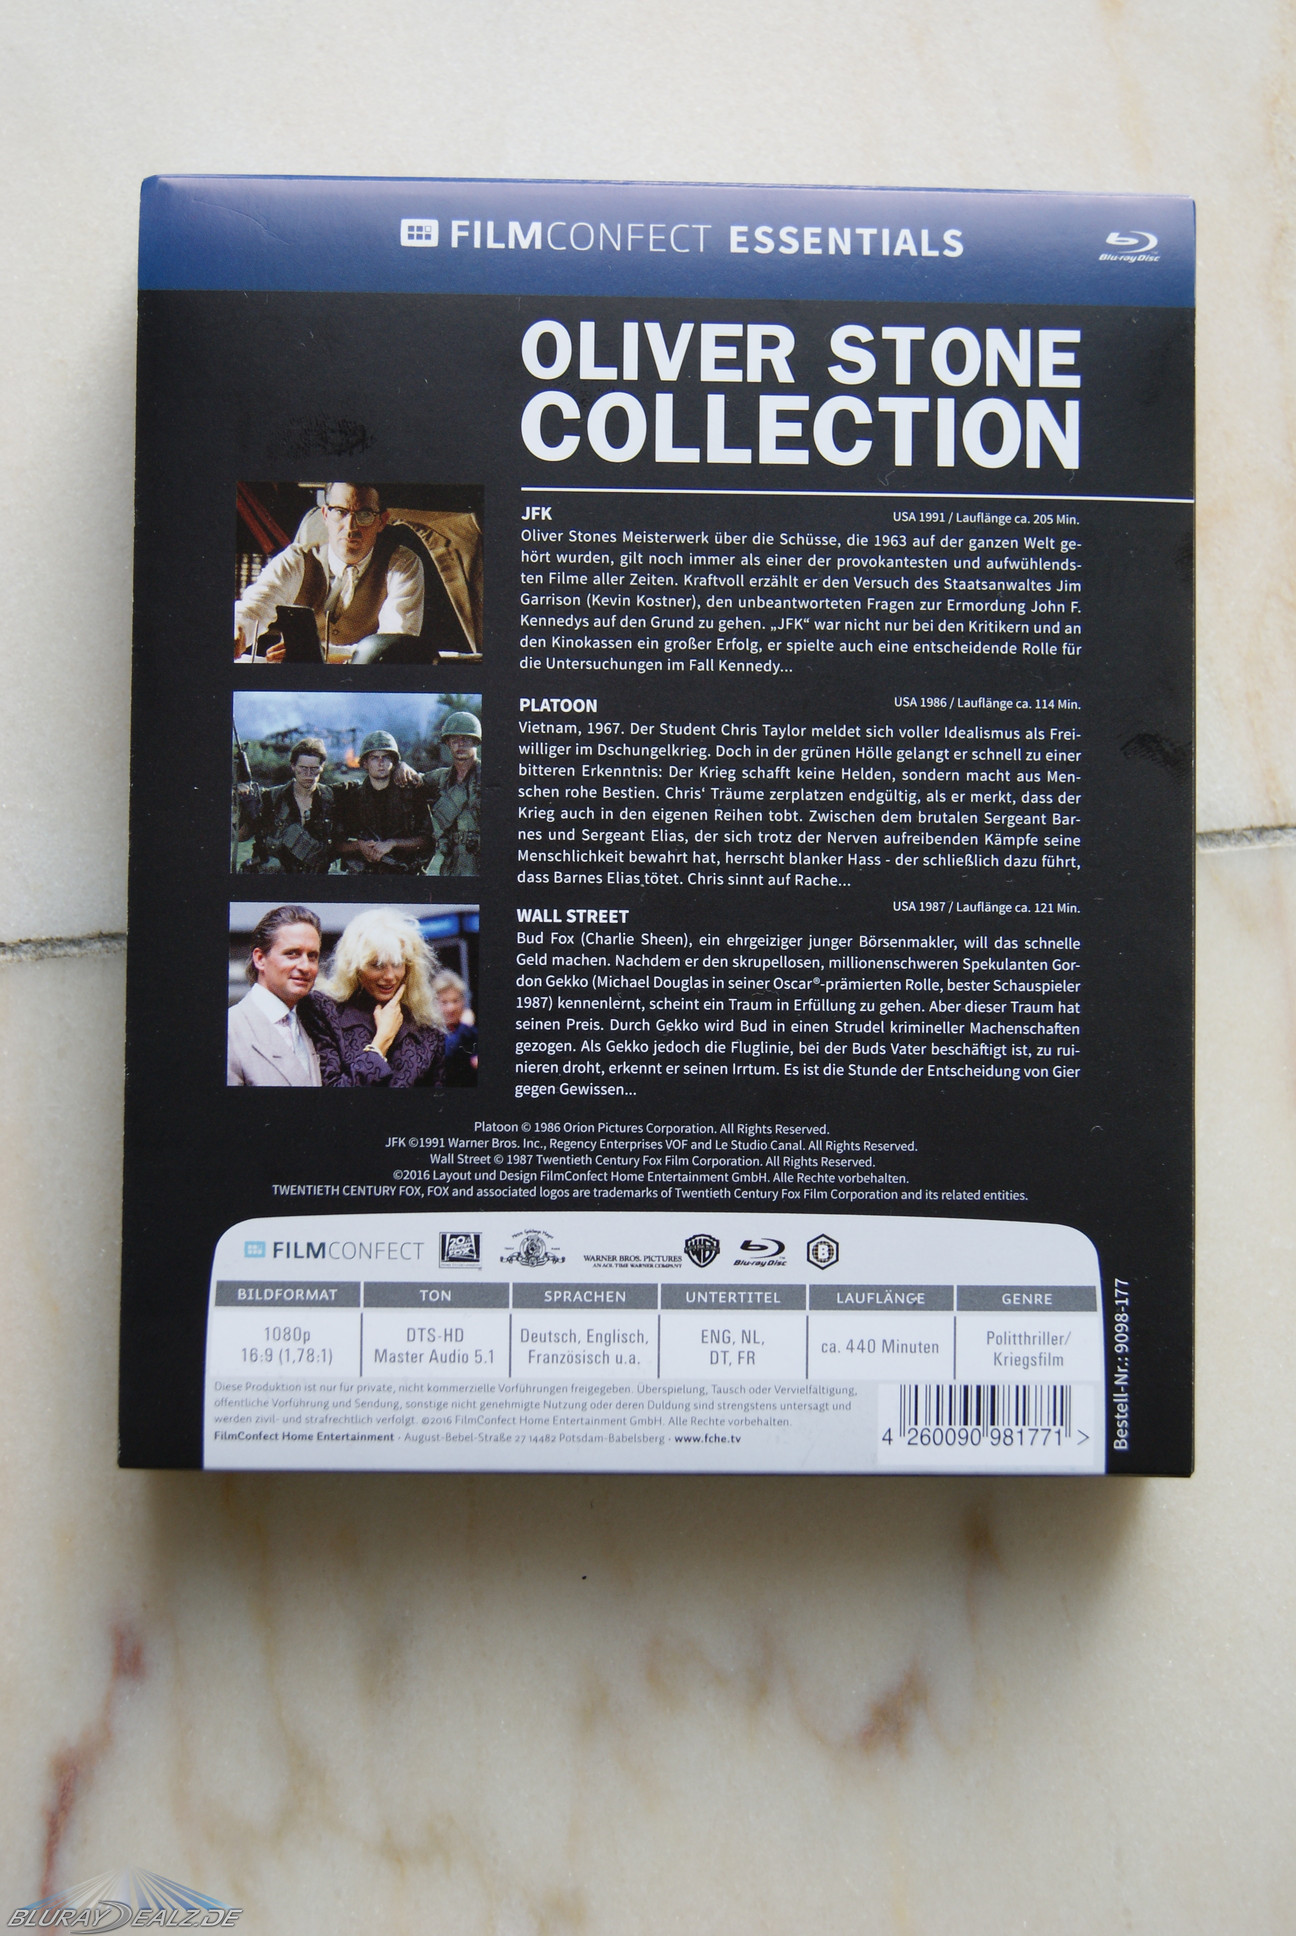 FILMCONFECT ESSENTIALS
Blu-ray Disc
OLIVER STONE
COLLECTION
JFK
USA 1991 / Lauflänge ca. 205 Min.
Oliver Stones Meisterwerk über die Schüsse, die 1963 auf der ganzen Welt ge-
hört wurden, gilt noch immer als einer der provokantesten und aufwühlends-
ten Filme aller Zeiten. Kraftvoll erzählt er den Versuch des Staatsanwaltes Jim
Garrison (Kevin Kostner), den unbeantworteten Fragen zur Ermordung John F.
Kennedys auf den Grund zu gehen. „JFK“ war nicht nur bei den Kritikern und an
den Kinokassen ein großer Erfolg, er spielte auch eine entscheidende Rolle für
die Untersuchungen im Fall Kennedy...
PLATOON
USA 1986 / Lauflänge ca. 114 Min.
Vietnam, 1967. Der Student Chris Taylor meldet sich voller Idealismus als Frei-
williger im Dschungelkrieg. Doch in der grünen Hölle gelangt er schnell zu einer
bitteren Erkenntnis: Der Krieg schafft keine Helden, sondern macht aus Men-
schen rohe Bestien. Chris‘ Träume zerplatzen endgültig, als er merkt, dass der
Krieg auch in den eigenen Reihen tobt. Zwischen dem brutalen Sergeant Bar-
nes und Sergeant Elias, der sich trotz der Nerven aufreibenden Kämpfe seine
Menschlichkeit bewahrt hat, herrscht blanker Hass - der schließlich dazu führt,
dass Barnes Elias tötet. Chris sinnt auf Rache...
WALL STREET
USA 1987 / Lauflänge ca. 121 Min.
Bud Fox (Charlie Sheen), ein ehrgeiziger junger Börsenmakler, will das schnelle
Geld machen. Nachdem er den skrupellosen, millionenschweren Spekulanten Gor-
don Gekko (Michael Douglas in seiner Oscar®-prämierten Rolle, bester Schauspieler
1987) kennenlernt, scheint ein Traum in Erfüllung zu gehen. Aber dieser Traum hat
seinen Preis. Durch Gekko wird Bud in einen Strudel krimineller Machenschaften
gezogen. Als Gekko jedoch die Fluglinie, bei der Buds Vater beschäftigt ist, zu rui-
nieren droht, erkennt er seinen Irrtum. Es ist die Stunde der Entscheidung von Gier
gegen Gewissen...
Platoon © 1986 Orion Pictures Corporation. All Rights Reserved.
JFK ©1991 Warner Bros. Inc., Regency Enterprises VOF and Le Studio Canal. All Rights Reserved.
Wall Street © 1987 Twentieth Century Fox Film Corporation. All Rights Reserved.
©2016 Layout und Design FilmConfect Home Entertainment GmbH. Alle Rechte vorbehalten.
TWENTIETH CENTURY FOX, FOX and associated logos are trademarks of Twentieth Century Fox Film Corporation and its related entities.
FILMCONFECT
WARNER BROS. PICTURES
AN AOL TIME WARNER COMPANY
Blu-ray Disc
B
BILDFORMAT TON SPRACHEN UNTERTITEL LAUFLÄNGE GENRE
1080p
16:9 (1,78:1)
DTS-HD
Master Audio 5.1
Deutsch, Englisch,
Französisch u.a.
ENG, NL,
DT, FR
ca. 440 Minuten
Politthriller/
Kriegsfilm
Diese Produktion ist nur für private, nicht kommerzielle Vorführungen freigegeben. Überspielung, Tausch oder Vervielfältigung,
öffentliche Vorführung und Sendung, sonstige nicht genehmigte Nutzung oder deren Duldung sind strengstens untersagt und
werden zivil- und strafrechtlich verfolgt. ©2016 FilmConfect Home Entertainment GmbH. Alle Rechte vorbehalten.
FilmConfect Home Entertainment · August-Bebel-Straße 27 14482 Potsdam-Babelsberg · www.fche.tv
4 260090 981771 >
Bestell-Nr.: 9098-177
BLURAYDEALZ.DE